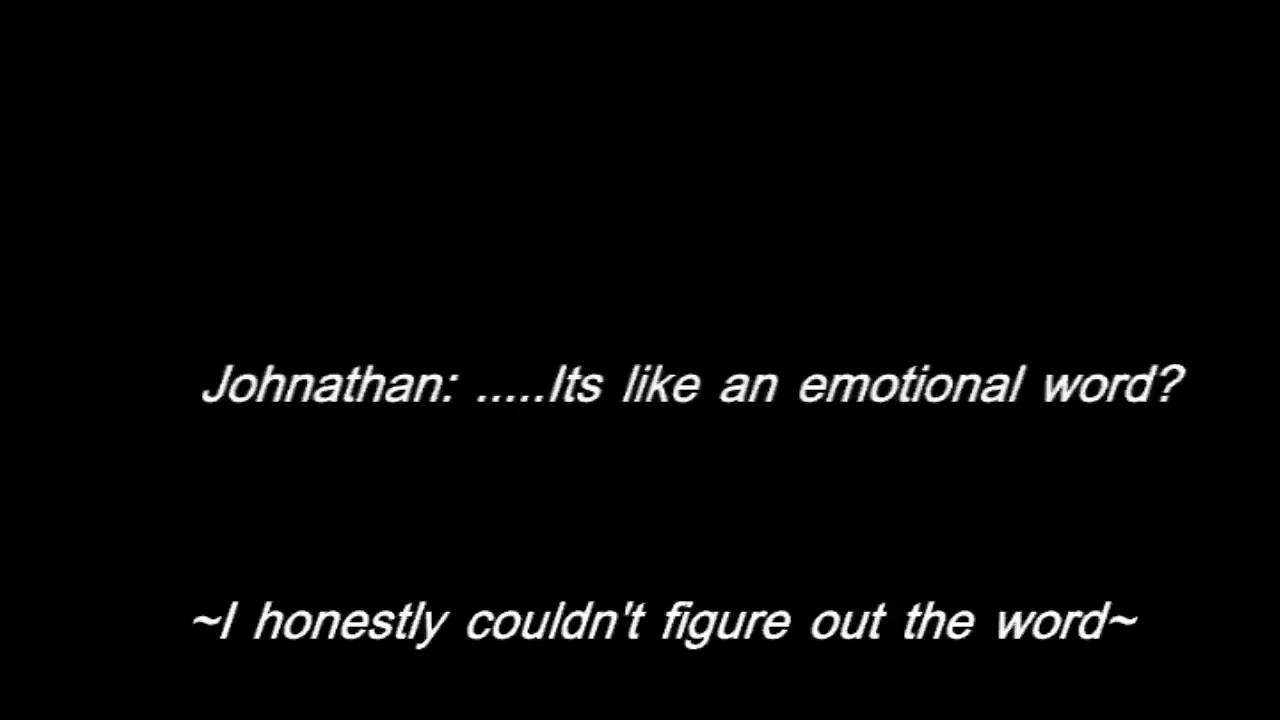 Johnathan: .....Its like an emotional word?
~I honestly couldn't figure out the word~